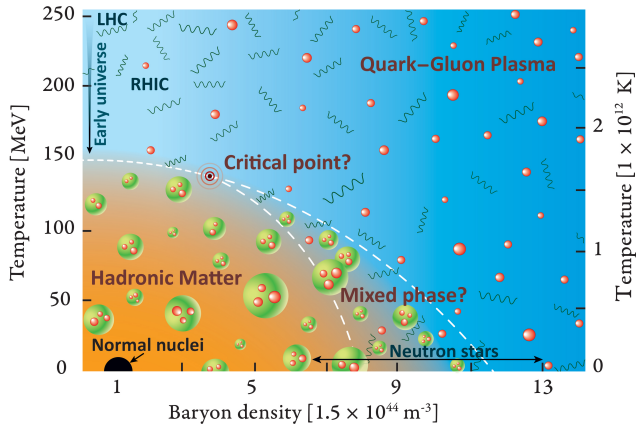 250
LHC
Early universe
RHIC
Quark–Gluon Plasma
200
2
150
Critical point?
Temperature [MeV]
Temperature [1 × 10¹² K]
100
1
Hadronic Matter
Mixed phase?
50
Normal nuclei
Neutron stars
0
0
1
5
9
13
Baryon density [1.5 × 10⁴⁴ m⁻³]